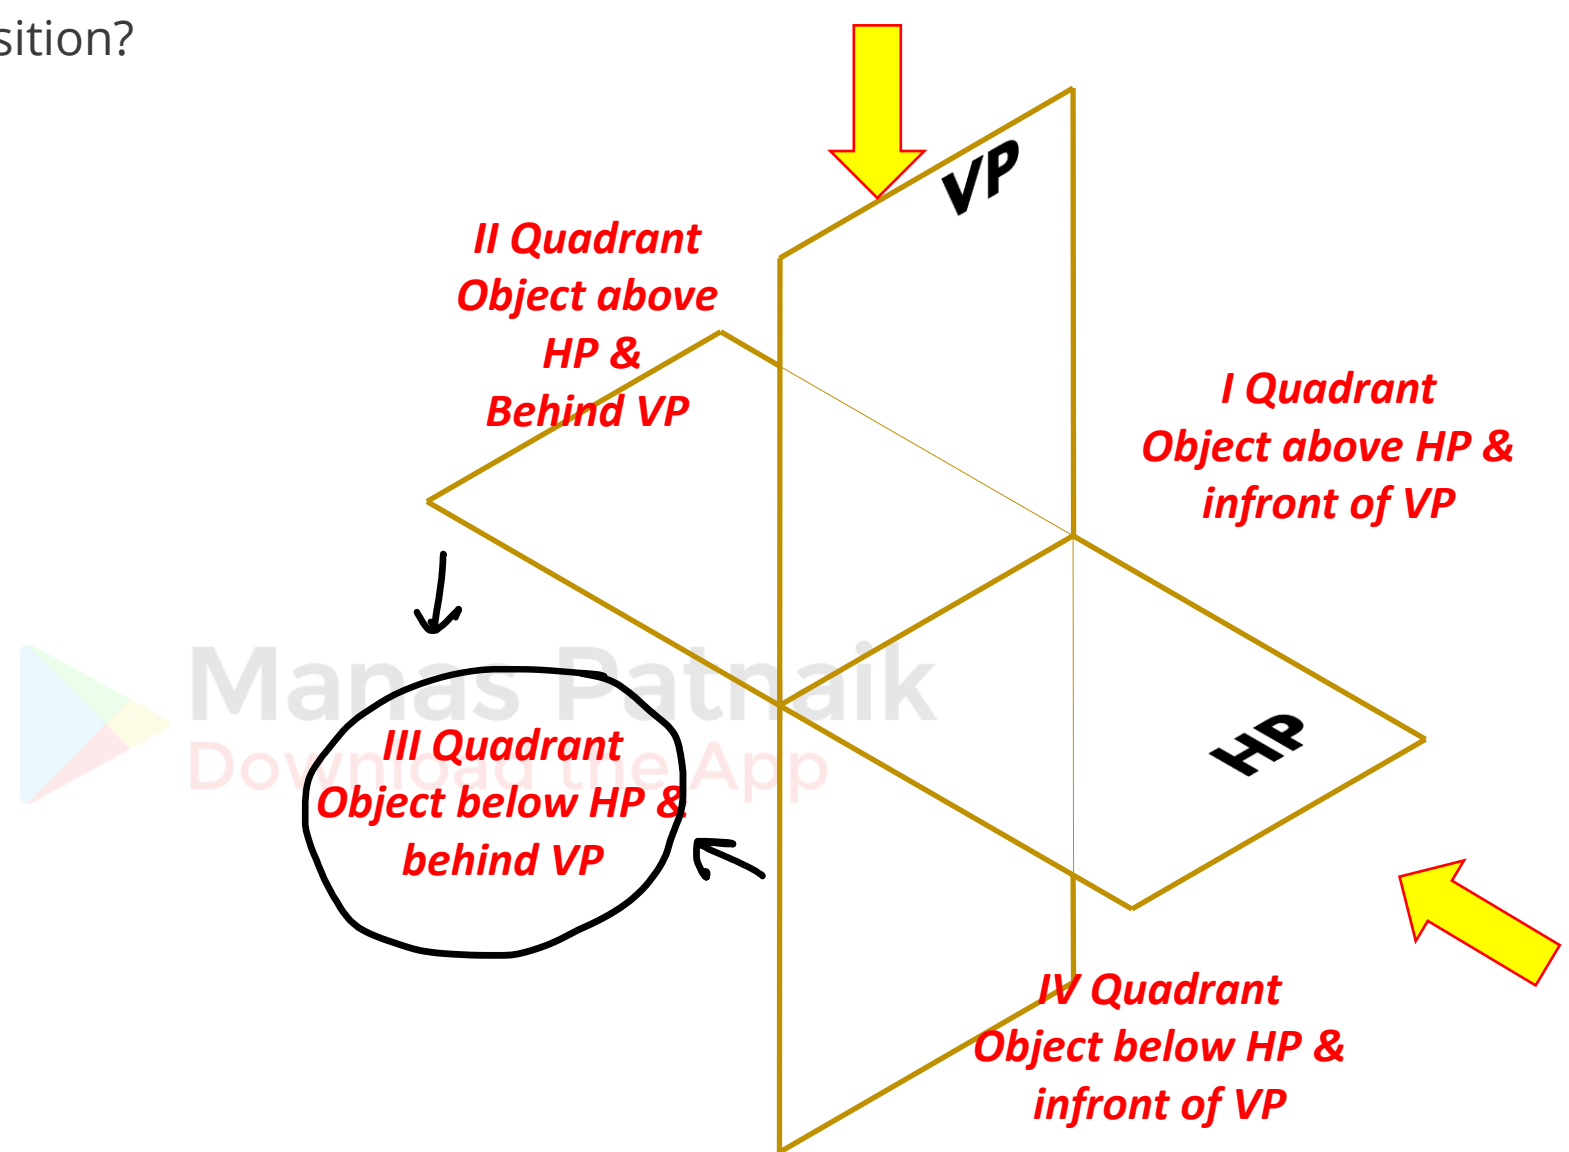 sition?
VP
II Quadrant
Object above
HP &
Behind VP
I Quadrant
Object above HP &
infront of VP
Manas Patnaik
Download the App
III Quadrant
Object below HP &
behind VP
HP
IV Quadrant
Object below HP &
infront of VP